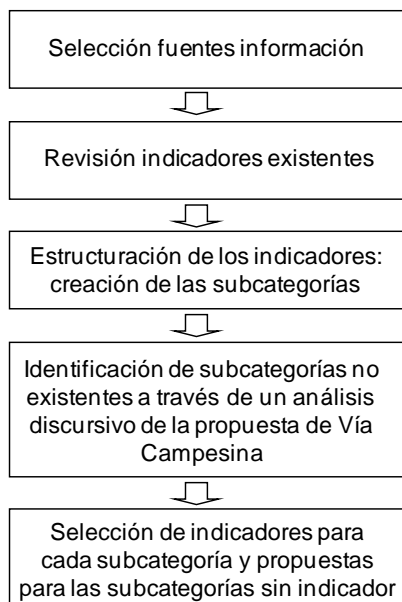 Selección fuentes información
Revisión indicadores existentes
Estructuración de los indicadores:
creación de las subcategorías
Identificación de subcategorías no
existentes a través de un análisis
discursivo de la propuesta de Vía
Campesina
Selección de indicadores para
cada subcategoría y propuestas
para las subcategorías sin indicador